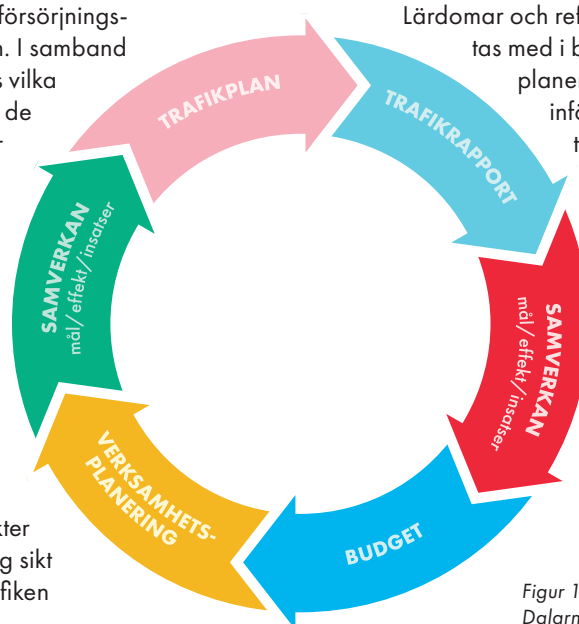 försörjnings-
n. I samband
s vilka
de
Lärdomar och ref
tas med i b
planer
infö
t
TRAFIKPLAN
TRAFIKRAPPORT
SAMVERKAN
mål/effekt/insatser
BUDGET
VERKSAMHETS-
PLANERING
SAMVERKAN
mål/effekt/insatser
kter
g sikt
fiken
Figur 1
Dalarn